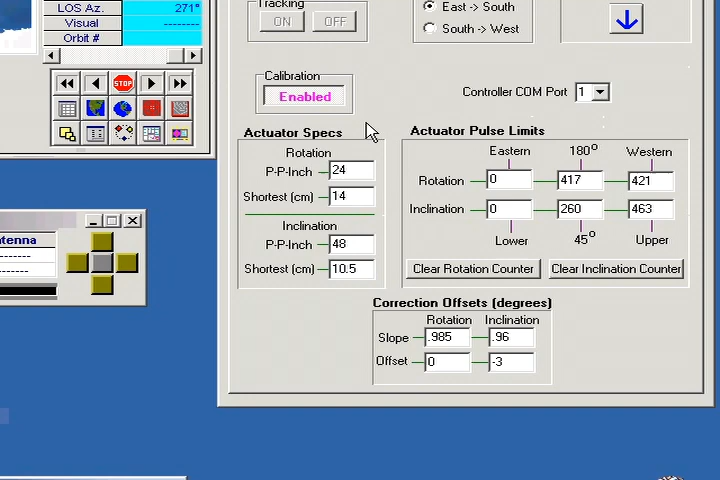 LOS Az. 271°
Visual --------
Orbit #
STOP
ntenna
-------
-------
Tracking
ON OFF
East -> South
South -> West
Calibration
Enabled
Controller COM Port 1
Actuator Specs
Rotation
P-P-Inch 24
Shortest (cm) 14
Inclination
P-P-Inch 48
Shortest (cm) 10.5
Actuator Pulse Limits
Eastern 180° Western
Rotation 0 417 421
Inclination 0 260 463
Lower 45° Upper
Clear Rotation Counter Clear Inclination Counter
Correction Offsets (degrees)
Rotation Inclination
Slope .985 .96
Offset 0 -3